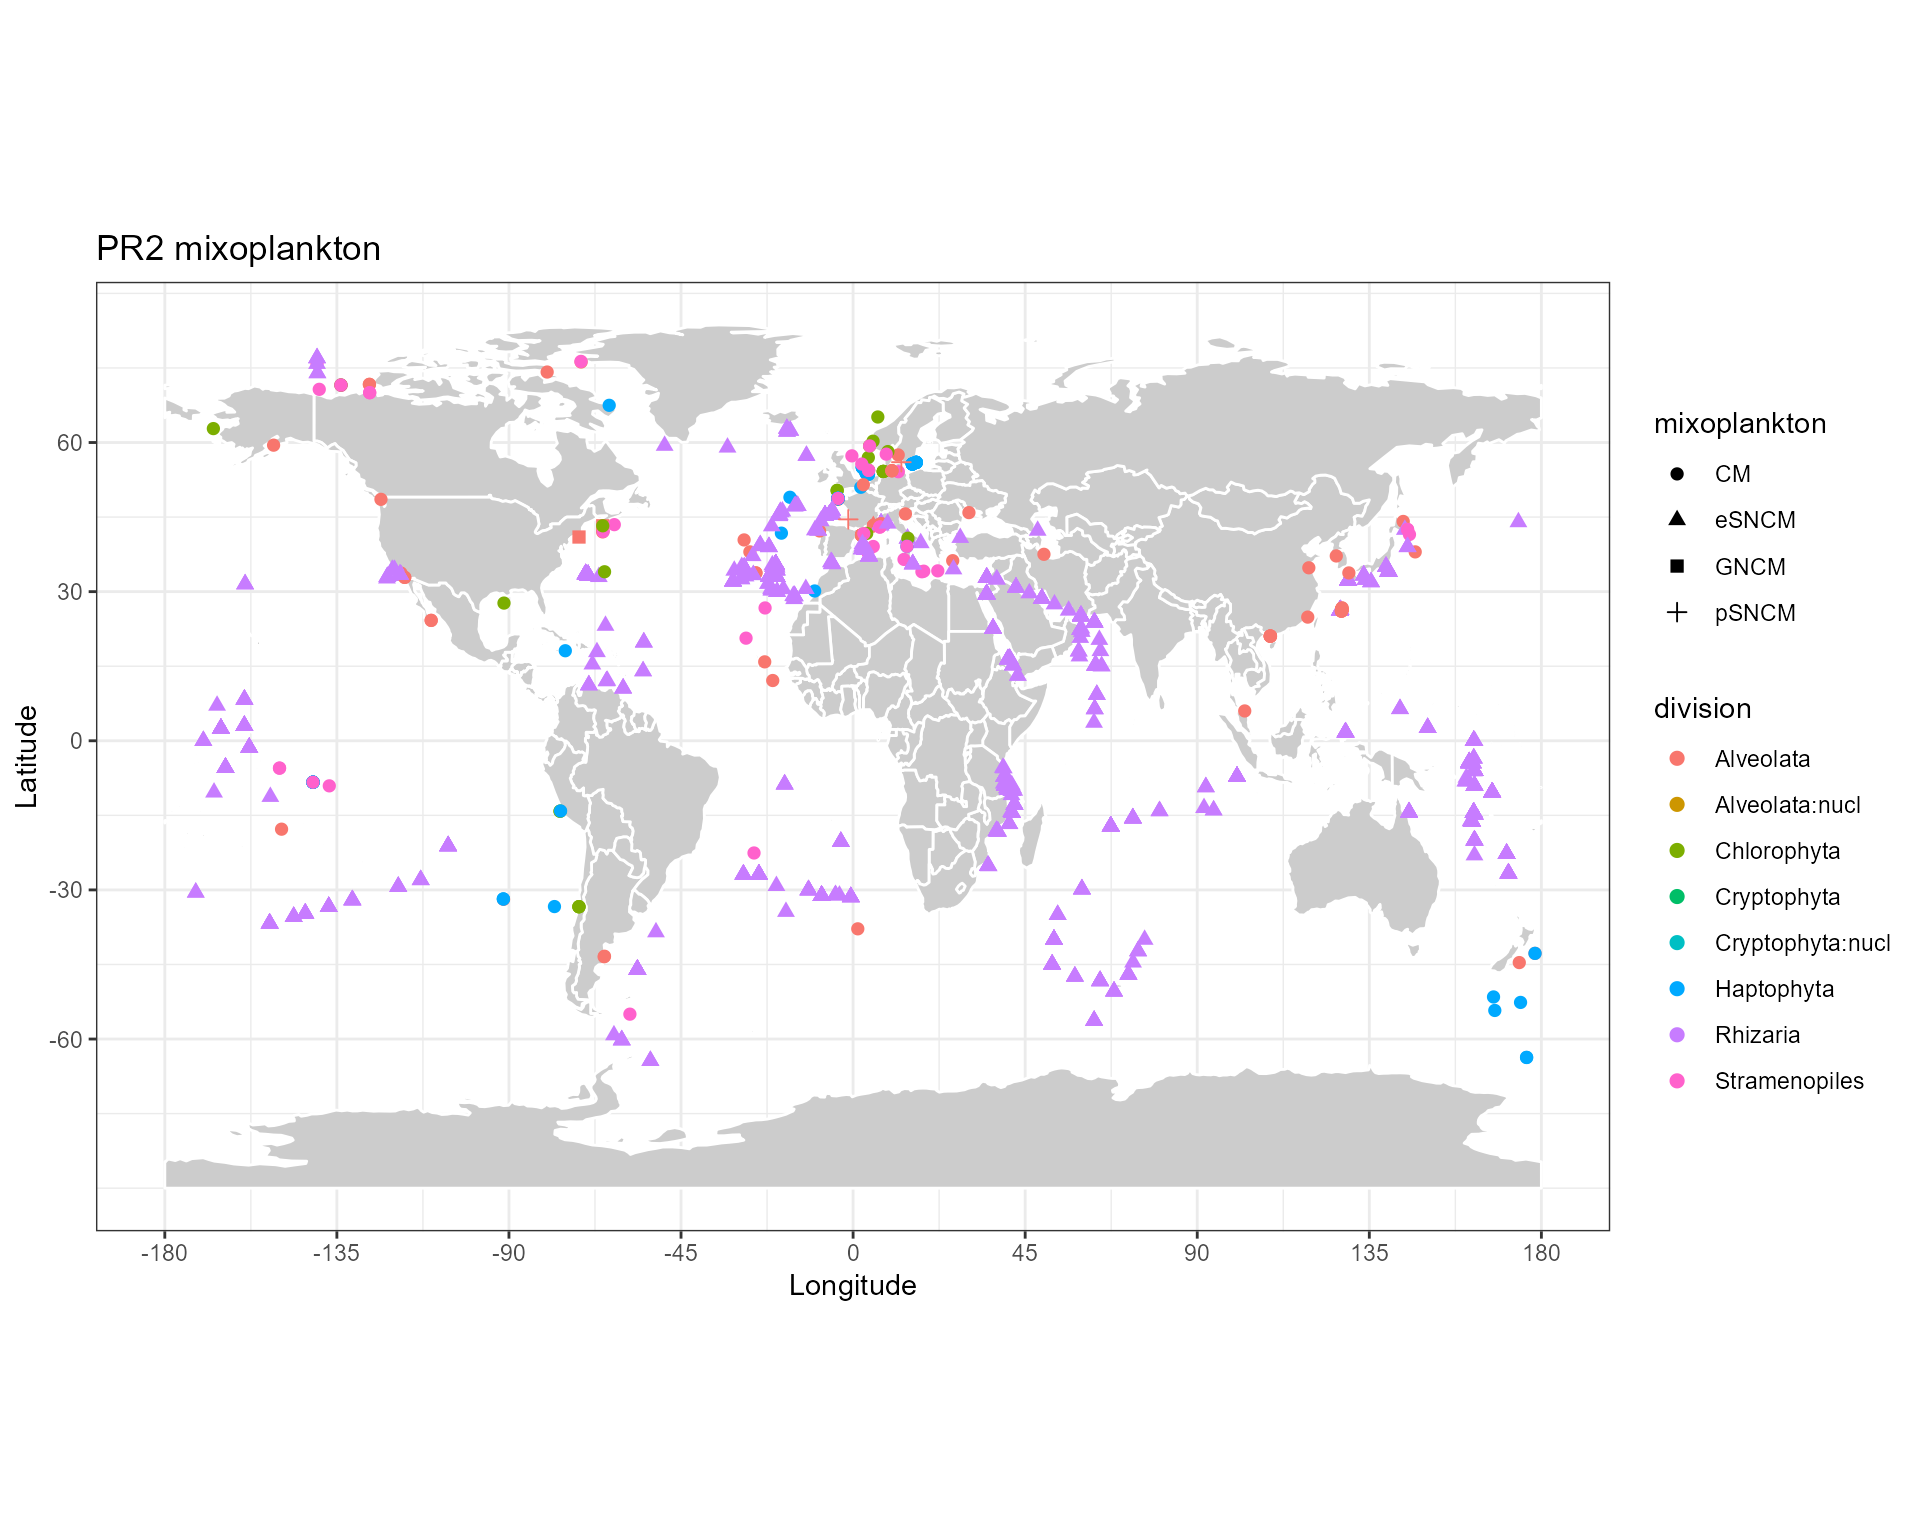 PR2 mixoplankton
60
30
0
-30
-60
Latitude
-180 -135 -90 -45 0 45 90 135 180
Longitude
mixoplankton
CM
eSNCM
GNCM
pSNCM
division
Alveolata
Alveolata:nucl
Chlorophyta
Cryptophyta
Cryptophyta:nucl
Haptophyta
Rhizaria
Stramenopiles